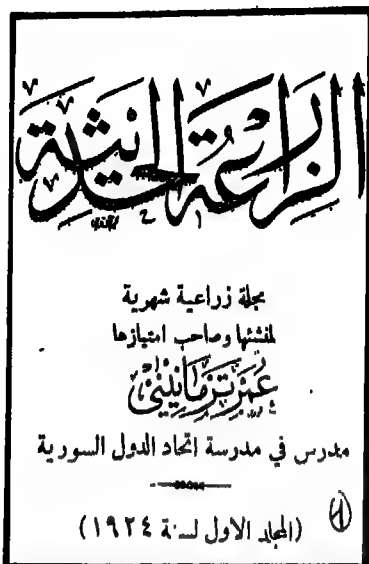 الزراعة الحديثة
مجلة زراعية شهرية
لمنشئها وصاحب امتيازها
عمر ترمانيني
مدرس في مدرسة اتحاد الدول السورية
(المجلد الاول لسنة ١٩٢٤)